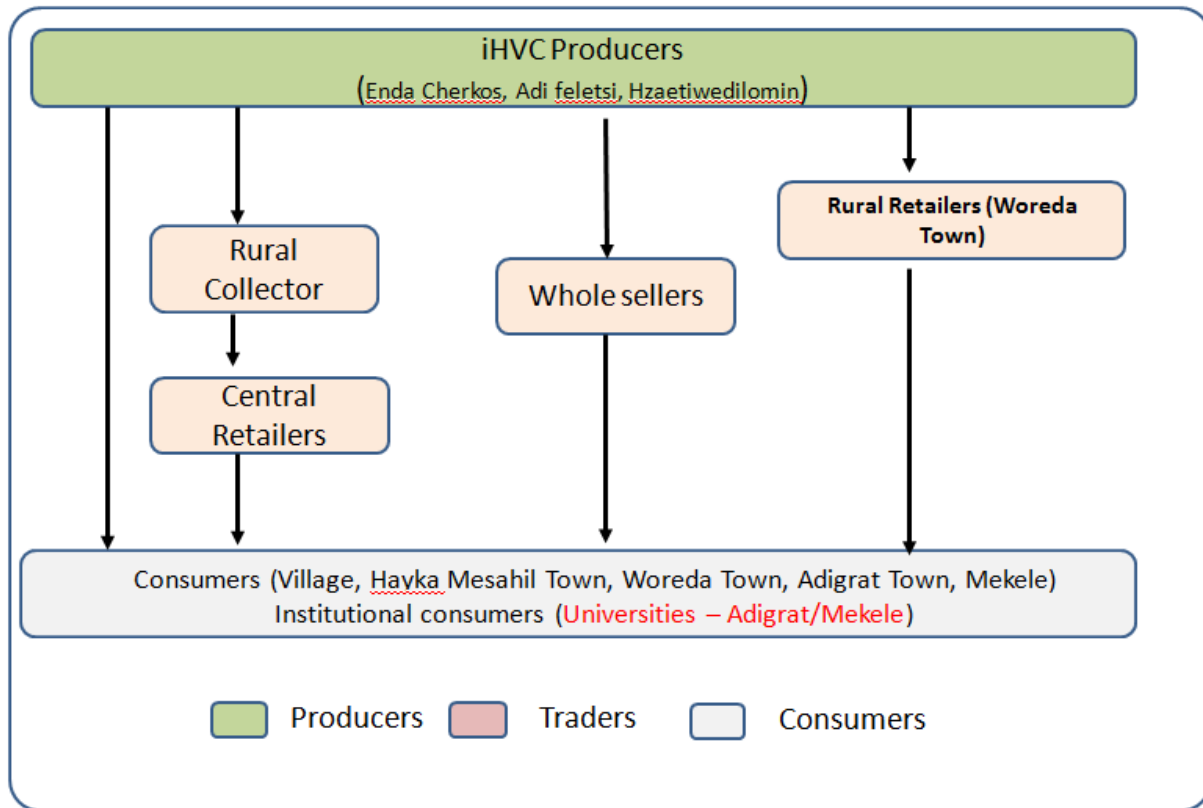 iHVC Producers
(Enda Cherkos, Adi feletsi, Hzaetiwedilomin)
Rural Retailers (Woreda
Town)
Rural
Collector
Whole sellers
Central
Retailers
Consumers (Village, Hayka Mesahil Town, Woreda Town, Adigrat Town, Mekele)
Institutional consumers (Universities – Adigrat/Mekele)
Producers
Traders
Consumers